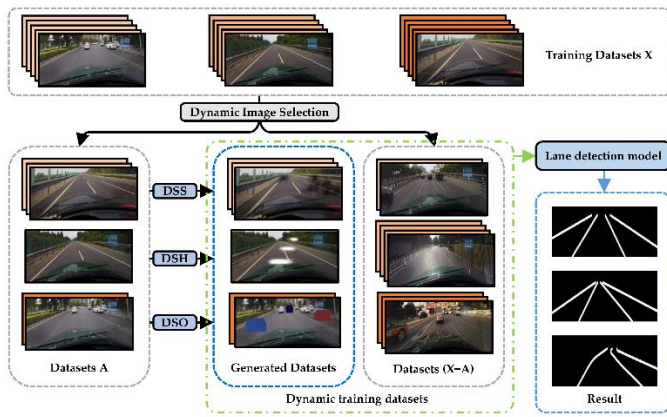 Training Datasets X
Dynamic Image Selection
Lane detection model
DSS
DSH
DSO
Datasets A
Generated Datasets
Datasets (X−A)
Dynamic training datasets
Result